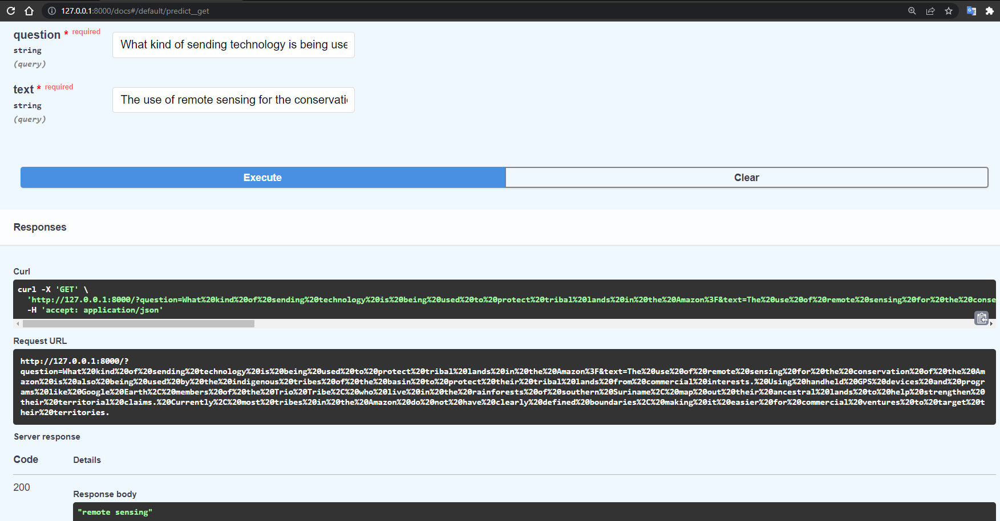 127.0.0.1:8000/docs#/default/predict__get
question * required
string
(query)
What kind of sending technology is being use
text * required
string
(query)
The use of remote sensing for the conservati
Execute
Clear
Responses
Curl
curl -X 'GET' \
'http://127.0.0.1:8000/?question=What%20kind%20of%20sending%20technology%20is%20being%20used%20to%20protect%20tribal%20lands%20in%20the%20Amazon%3F&text=The%20use%20of%20remote%20sensing%20for%20the%20conse
-H 'accept: application/json'
Request URL
http://127.0.0.1:8000/?
question=What%20kind%20of%20sending%20technology%20is%20being%20used%20to%20protect%20tribal%20lands%20in%20the%20Amazon%3F&text=The%20use%20of%20remote%20sensing%20for%20the%20conservation%20of%20the%20Am
azon%20is%20also%20being%20used%20by%20the%20indigenous%20tribes%20of%20the%20basin%20to%20protect%20their%20tribal%20lands%20from%20commercial%20interests.%20Using%20handheld%20GPS%20devices%20and%20progr
ams%20like%20Google%20Earth%2C%20members%20of%20the%20Trio%20Tribe%2C%20who%20live%20in%20the%20rainforests%20of%20southern%20Suriname%2C%20map%20out%20their%20ancestral%20lands%20to%20help%20strengthen%20
their%20territorial%20claims.%20Currently%2C%20most%20tribes%20in%20the%20Amazon%20do%20not%20have%20clearly%20defined%20boundaries%2C%20making%20it%20easier%20for%20commercial%20ventures%20to%20target%20t
heir%20territories.
Server response
Code
Details
200
Response body
"remote sensing"